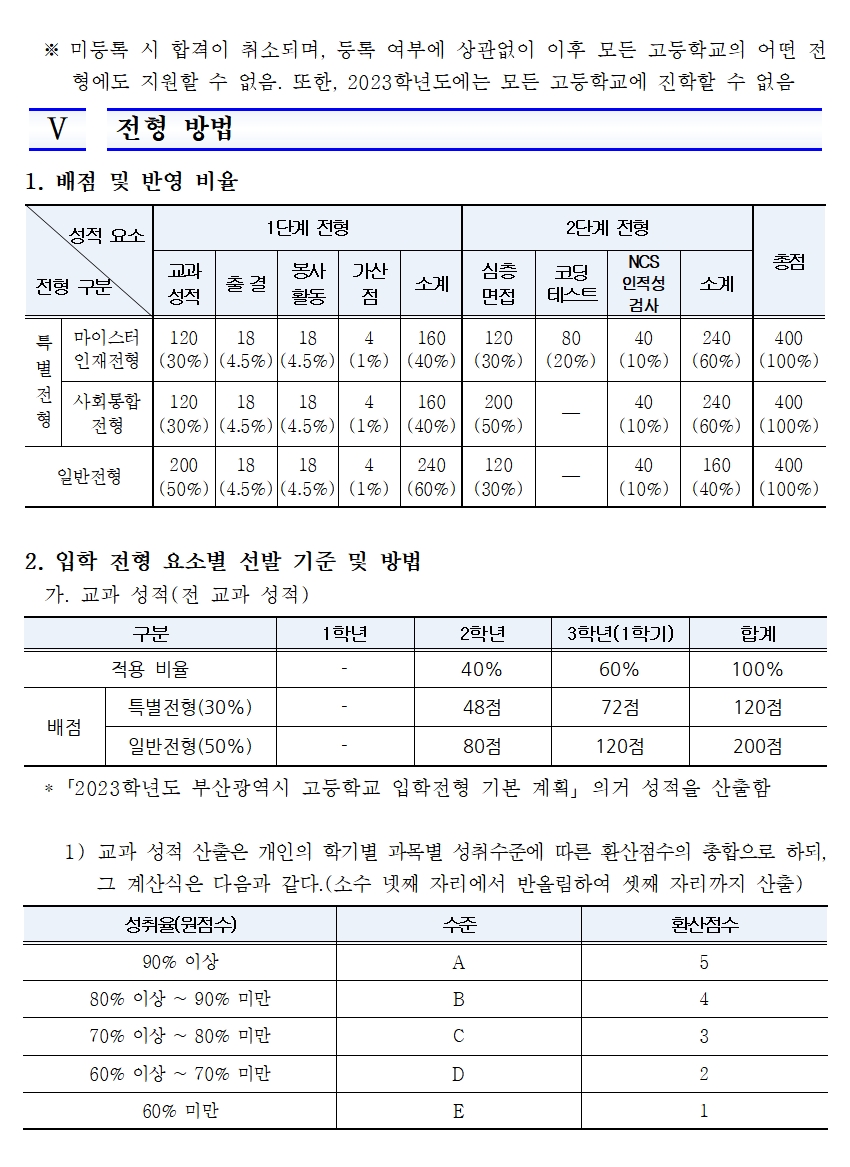 ※ 미등록 시 합격이 취소되며, 등록 여부에 상관없이 이후 모든 고등학교의 어떤 전
형에도 지원할 수 없음. 또한, 2023학년도에는 모든 고등학교에 진학할 수 없음
Ⅴ 전형 방법
1. 배점 및 반영 비율
성적 요소 1단계 전형 2단계 전형 총점
전형 구분 교과 성적 출 결 봉사 활동 가산 점 소계 심층 면접 코딩 테스트 NCS 인적성 검사 소계
특별전형 마이스터 인재전형 120 18 18 4 160 120 80 40 240 400
(30%) (4.5%) (4.5%) (1%) (40%) (30%) (20%) (10%) (60%) (100%)
사회통합 전형 120 18 18 4 160 200 — 40 240 400
(30%) (4.5%) (4.5%) (1%) (40%) (50%) (10%) (60%) (100%)
일반전형 200 18 18 4 240 120 — 40 160 400
(50%) (4.5%) (4.5%) (1%) (60%) (30%) (10%) (40%) (100%)
2. 입학 전형 요소별 선발 기준 및 방법
가. 교과 성적(전 교과 성적)
구분 1학년 2학년 3학년(1학기) 합계
적용 비율 - 40% 60% 100%
배점 특별전형(30%) - 48점 72점 120점
일반전형(50%) - 80점 120점 200점
*「2023학년도 부산광역시 고등학교 입학전형 기본 계획」의거 성적을 산출함
1) 교과 성적 산출은 개인의 학기별 과목별 성취수준에 따른 환산점수의 총합으로 하되,
그 계산식은 다음과 같다.(소수 넷째 자리에서 반올림하여 셋째 자리까지 산출)
성취율(원점수) 수준 환산점수
90% 이상 A 5
80% 이상 ~ 90% 미만 B 4
70% 이상 ~ 80% 미만 C 3
60% 이상 ~ 70% 미만 D 2
60% 미만 E 1